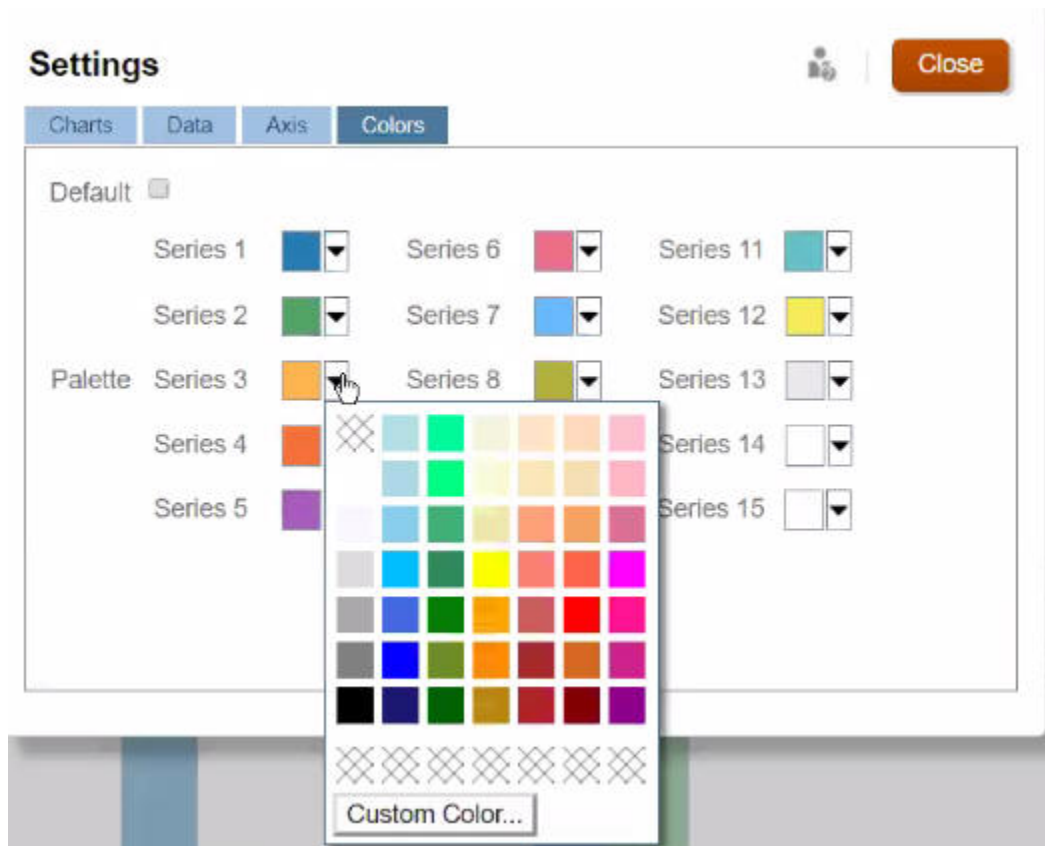 Settings
Close
Charts Data Axis Colors
Default
Series 1 Series 6 Series 11
Series 2 Series 7 Series 12
Palette Series 3 Series 8 Series 13
Series 4 Series 14
Series 5 Series 15
Custom Color...